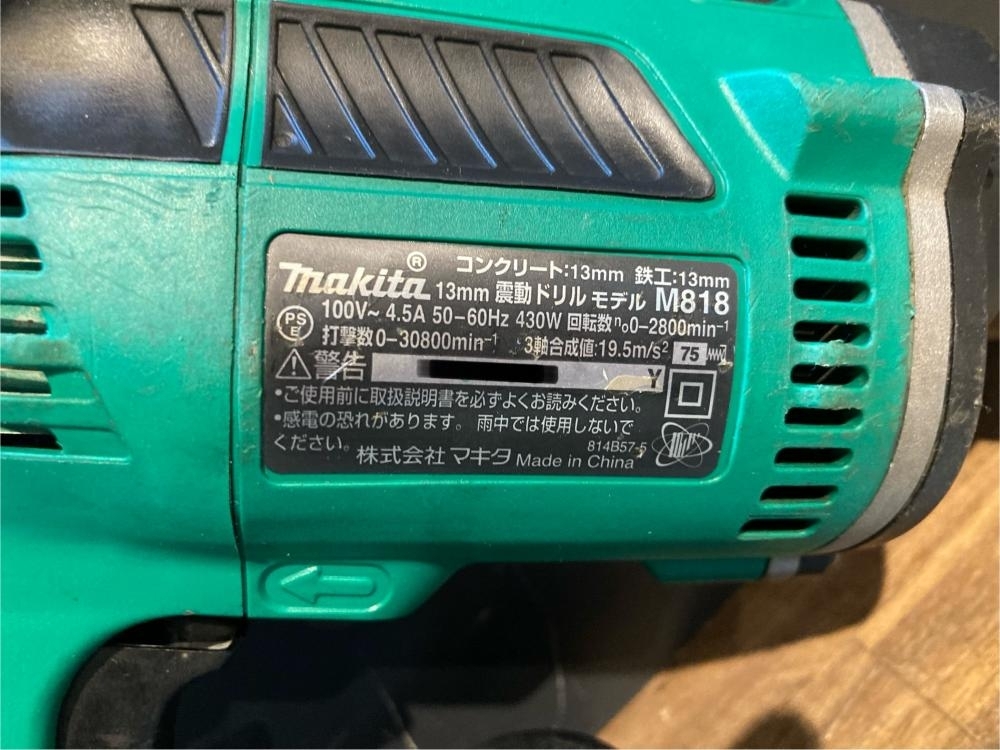 コンクリート:13mm 鉄工:13mm
makita® 13mm 震動ドリル モデル M818
100V~ 4.5A 50-60Hz 430W 回転数 n₀0-2800min⁻¹
PS
E
打撃数0-30800min⁻¹ 3軸合成値:19.5m/s² 75
警告 Y
•ご使用前に取扱説明書を必ずよくお読みください。
•感電の恐れがあります。 雨中では使用しないで
ください。 814B57-5
株式会社 マキタ Made in China